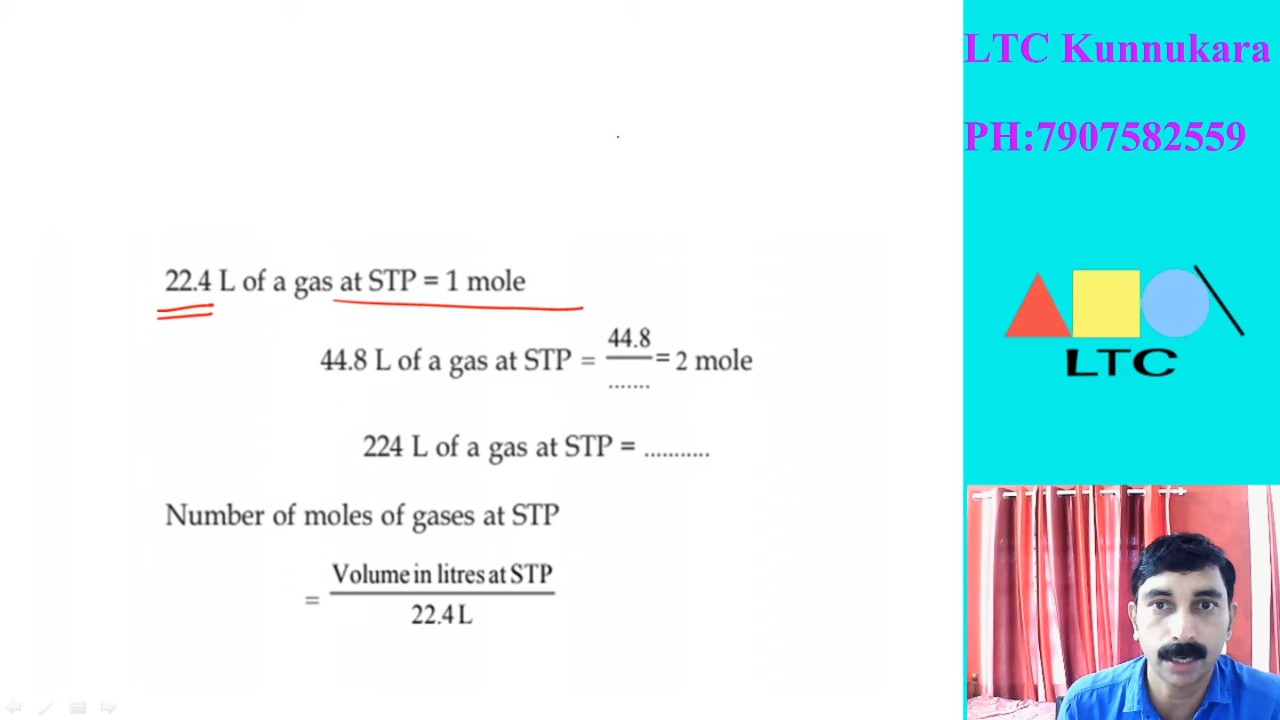 LTC Kunnukara
PH:7907582559
22.4 L of a gas at STP = 1 mole
44.8 L of a gas at STP = 44.8/....... = 2 mole
224 L of a gas at STP = ...........
Number of moles of gases at STP
= Volume in litres at STP / 22.4 L
LTC